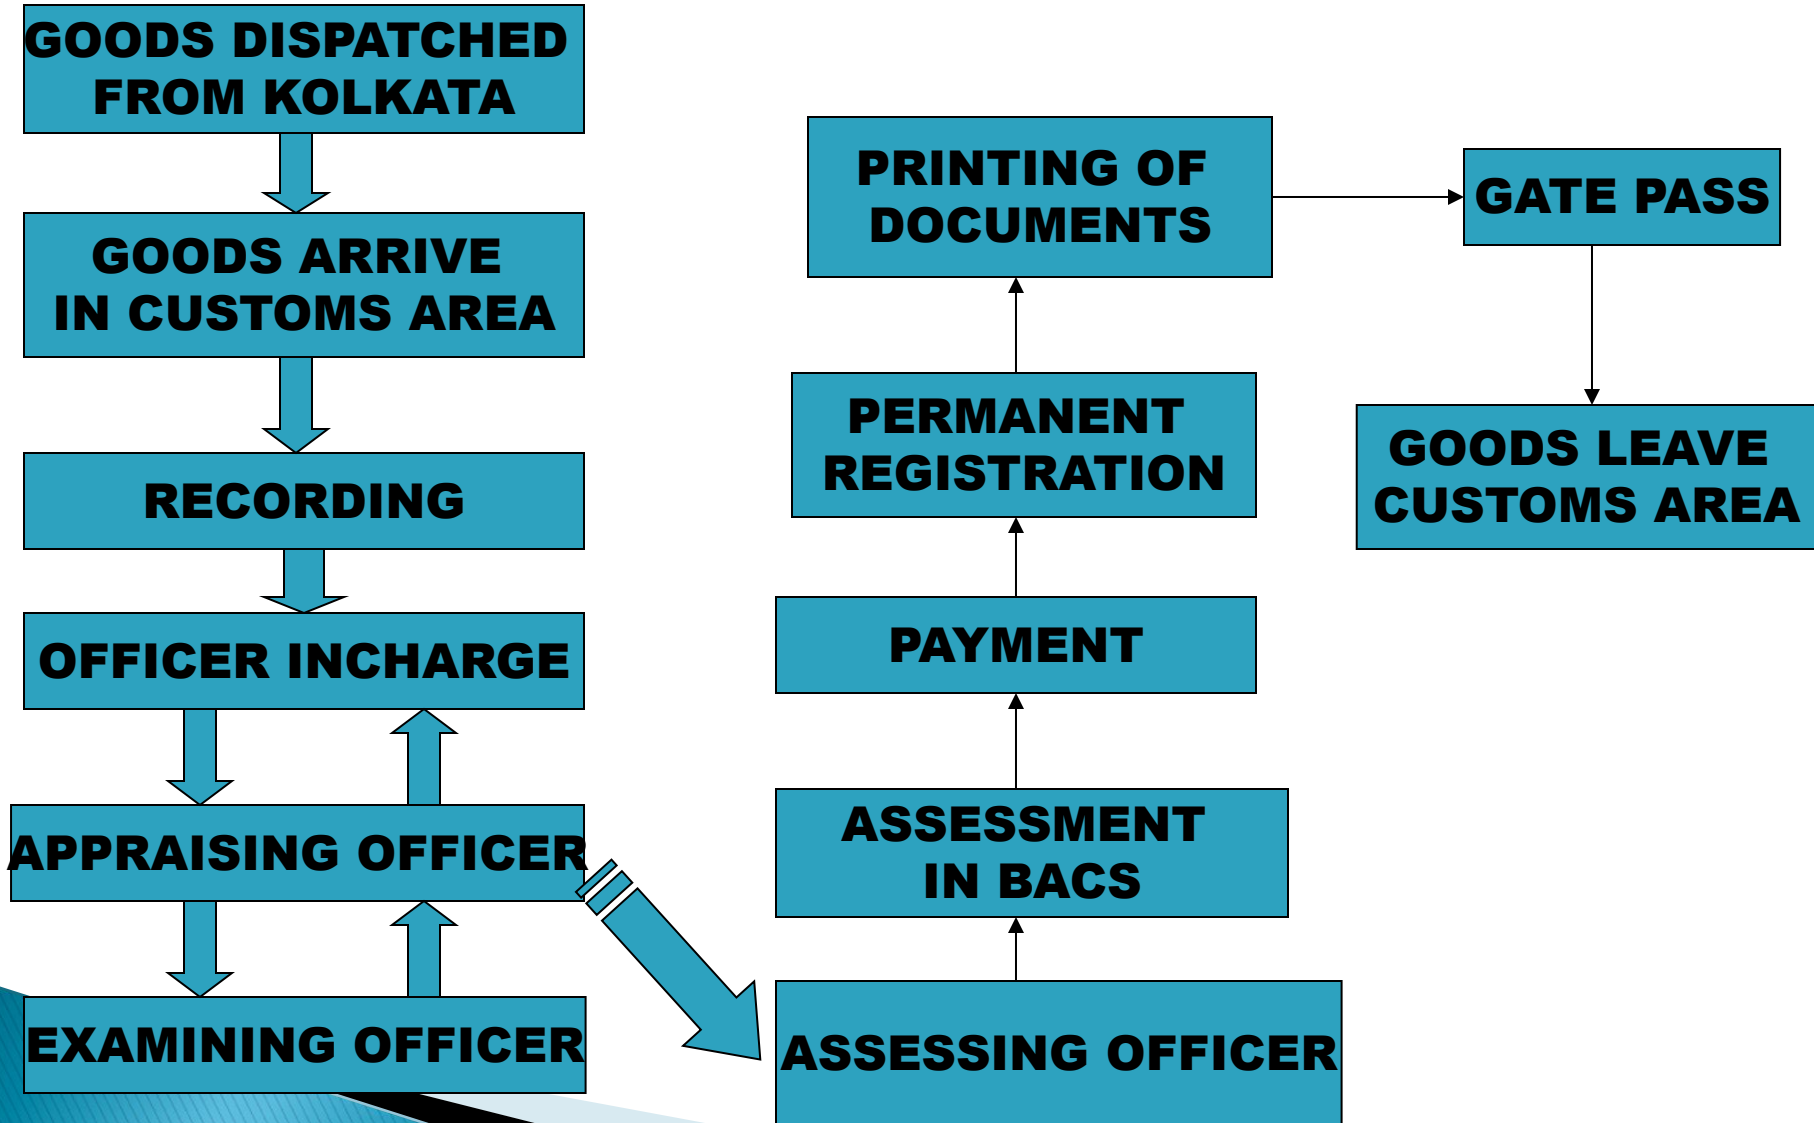 GOODS DISPATCHED
FROM KOLKATA
GOODS ARRIVE
IN CUSTOMS AREA
RECORDING
OFFICER INCHARGE
APPRAISING OFFICER
EXAMINING OFFICER
ASSESSING OFFICER
ASSESSMENT
IN BACS
PAYMENT
PERMANENT
REGISTRATION
PRINTING OF
DOCUMENTS
GATE PASS
GOODS LEAVE
CUSTOMS AREA